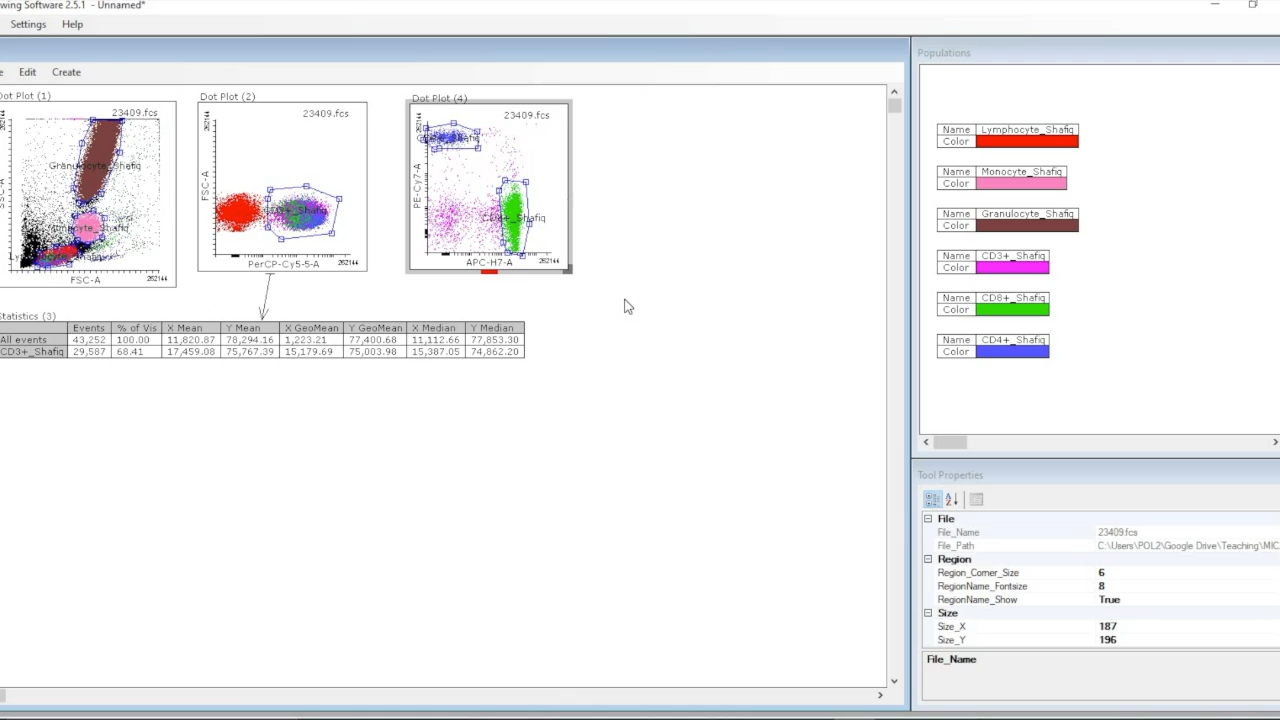 wing Software 2.5.1 - Unnamed*
Settings Help
e Edit Create
Dot Plot (1)
23409.fcs
Granulocyte_Shafiq
SSC-A
FSC-A
262144
Dot Plot (2)
23409.fcs
CD3+_Shafiq
FSC-A
PerCP-Cy5-5-A
262144
Dot Plot (4)
23409.fcs
PE-Cy7-A
APC-H7-A
262144
Statistics (3)
Events % of Vis X Mean Y Mean X GeoMean Y GeoMean X Median Y Median
All events 43,252 100.00 11,820.87 78,294.16 1,223.21 77,400.68 11,112.66 77,853.30
CD3+_Shafiq 29,587 68.41 17,459.08 75,767.39 15,179.69 75,003.98 15,387.05 74,862.20
Populations
Name Lymphocyte_Shafiq
Color
Name Monocyte_Shafiq
Color
Name Granulocyte_Shafiq
Color
Name CD3+_Shafiq
Color
Name CD8+_Shafiq
Color
Name CD4+_Shafiq
Color
Tool Properties
File
File_Name 23409.fcs
File_Path C:\Users\POL2\Google Drive\Teaching\MIC
Region
Region_Corner_Size 6
RegionName_Fontsize 8
RegionName_Show True
Size
Size_X 187
Size_Y 196
File_Name